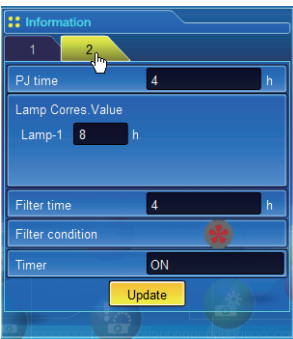 Information
1 2
PJ time 4 h
Lamp Corres.Value
Lamp-1 8 h
Filter time 4 h
Filter condition
Timer ON
Update